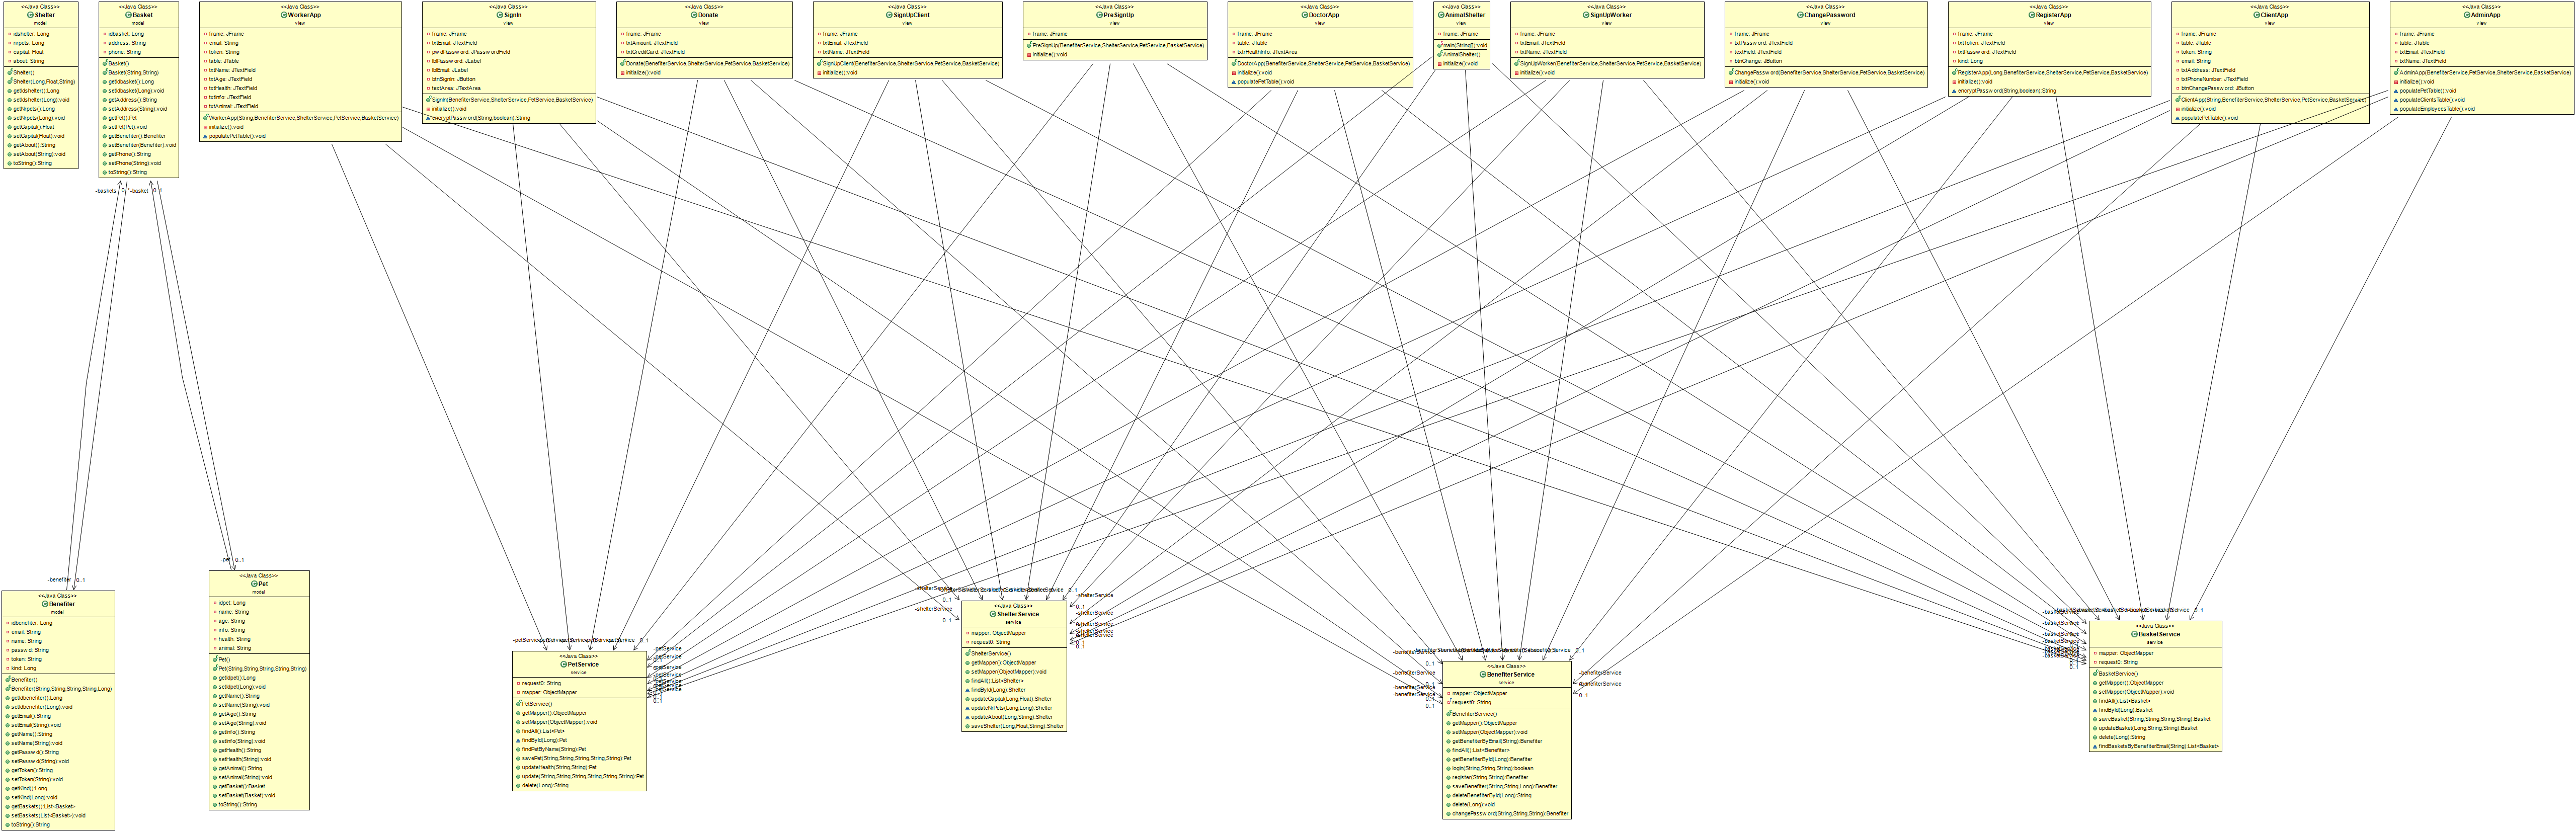 <<Java Class>>
Shelter
model
idshelter: Long
nrpets: Long
capital: Float
about: String
Shelter()
Shelter(Long,Float,String)
getIdshelter():Long
setIdshelter(Long):void
getNrpets():Long
setNrpets(Long):void
getCapital():Float
setCapital(Float):void
getAbout():String
setAbout(String):void
toString():String
<<Java Class>>
Basket
model
idbasket: Long
address: String
phone: String
Basket()
Basket(String,String)
getIdbasket():Long
setIdbasket(Long):void
getAddress():String
setAddress(String):void
getPet():Pet
setPet(Pet):void
getBenefiter():Benefiter
setBenefiter(Benefiter):void
getPhone():String
setPhone(String):void
toString():String
<<Java Class>>
WorkerApp
view
frame: JFrame
email: String
token: String
table: JTable
txtName: JTextField
txtAge: JTextField
txtHealth: JTextField
txtInfo: JTextField
txtAnimal: JTextField
WorkerApp(String,BenefiterService,ShelterService,PetService,BasketService)
initialize():void
populatePetTable():void
<<Java Class>>
SignIn
view
frame: JFrame
txtEmail: JTextField
pwdPassword: JPasswordField
lblPassword: JLabel
lblEmail: JLabel
btnSignIn: JButton
textArea: JTextArea
SignIn(BenefiterService,ShelterService,PetService,BasketService)
initialize():void
encryptPassword(String,boolean):String
<<Java Class>>
Donate
view
frame: JFrame
txtAmount: JTextField
txtCreditCard: JTextField
Donate(BenefiterService,ShelterService,PetService,BasketService)
initialize():void
<<Java Class>>
SignUpClient
view
frame: JFrame
txtEmail: JTextField
txtName: JTextField
SignUpClient(BenefiterService,ShelterService,PetService,BasketService)
initialize():void
<<Java Class>>
PreSignUp
view
frame: JFrame
PreSignUp(BenefiterService,ShelterService,PetService,BasketService)
initialize():void
<<Java Class>>
DoctorApp
view
frame: JFrame
table: JTable
txtrHealthInfo: JTextArea
DoctorApp(BenefiterService,ShelterService,PetService,BasketService)
initialize():void
populatePetTable():void
<<Java Class>>
AnimalShelter
view
frame: JFrame
main(String[]):void
AnimalShelter()
initialize():void
<<Java Class>>
SignUpWorker
view
frame: JFrame
txtEmail: JTextField
txtName: JTextField
SignUpWorker(BenefiterService,ShelterService,PetService,BasketService)
initialize():void
<<Java Class>>
ChangePassword
view
frame: JFrame
txtPassword: JTextField
textField: JTextField
btnChange: JButton
ChangePassword(BenefiterService,ShelterService,PetService,BasketService)
initialize():void
<<Java Class>>
RegisterApp
view
frame: JFrame
txtToken: JTextField
txtPassword: JTextField
kind: Long
RegisterApp(Long,BenefiterService,ShelterService,PetService,BasketService)
initialize():void
encryptPassword(String,boolean):String
<<Java Class>>
ClientApp
view
frame: JFrame
table: JTable
token: String
email: String
txtAddress: JTextField
txtPhoneNumber: JTextField
btnChangePassword: JButton
ClientApp(String,BenefiterService,ShelterService,PetService,BasketService)
initialize():void
populatePetTable():void
<<Java Class>>
AdminApp
view
frame: JFrame
table: JTable
txtEmail: JTextField
txtName: JTextField
AdminApp(BenefiterService,ShelterService,PetService,BasketService)
initialize():void
populatePetTable():void
populateClientsTable():void
populateEmployeesTable():void
-baskets 0..*
-basket 0..1
-benefiter 0..1
-pet 0..1
<<Java Class>>
Benefiter
model
idbenefiter: Long
email: String
name: String
passwd: String
token: String
kind: Long
Benefiter()
Benefiter(String,String,String,String,Long)
getIdbenefiter():Long
setIdbenefiter(Long):void
getEmail():String
setEmail(String):void
getName():String
setName(String):void
getPasswd():String
setPasswd(String):void
getToken():String
setToken(String):void
getKind():Long
setKind(Long):void
getBaskets():List<Basket>
setBaskets(List<Basket>):void
toString():String
<<Java Class>>
Pet
model
idpet: Long
name: String
age: String
info: String
health: String
animal: String
Pet()
Pet(String,String,String,String,String)
getIdpet():Long
setIdpet(Long):void
getName():String
setName(String):void
getAge():String
setAge(String):void
getInfo():String
setInfo(String):void
getHealth():String
setHealth(String):void
getAnimal():String
setAnimal(String):void
getBasket():Basket
setBasket(Basket):void
toString():String
-petService
0..1
<<Java Class>>
PetService
service
request0: String
mapper: ObjectMapper
PetService()
getMapper():ObjectMapper
setMapper(ObjectMapper):void
findAll():List<Pet>
findById(Long):Pet
findPetByName(String):Pet
savePet(String,String,String,String,String):Pet
updateHealth(String,String):Pet
update(String,String,String,String,String,String):Pet
delete(Long):String
-shelterService
0..1
<<Java Class>>
ShelterService
service
mapper: ObjectMapper
request0: String
ShelterService()
getMapper():ObjectMapper
setMapper(ObjectMapper):void
findAll():List<Shelter>
findById(Long):Shelter
updateCapital(Long,Float):Shelter
updateNrPets(Long,Long):Shelter
updateAbout(Long,String):Shelter
saveShelter(Long,Float,String):Shelter
-benefiterService
0..1
<<Java Class>>
BenefiterService
service
mapper: ObjectMapper
request0: String
BenefiterService()
getMapper():ObjectMapper
setMapper(ObjectMapper):void
getBenefiterByEmail(String):Benefiter
findAll():List<Benefiter>
getBenefiterById(Long):Benefiter
login(String,String,String):boolean
register(String,String):Benefiter
saveBenefiter(String,String,Long):Benefiter
deleteBenefiterById(Long):String
delete(Long):void
changePassword(String,String,String):Benefiter
-basketService
0..1
<<Java Class>>
BasketService
service
mapper: ObjectMapper
request0: String
BasketService()
getMapper():ObjectMapper
setMapper(ObjectMapper):void
findAll():List<Basket>
findById(Long):Basket
saveBasket(String,String,String,String):Basket
updateBasket(Long,String,String):Basket
delete(Long):String
findBasketsByBenefiterEmail(String):List<Basket>